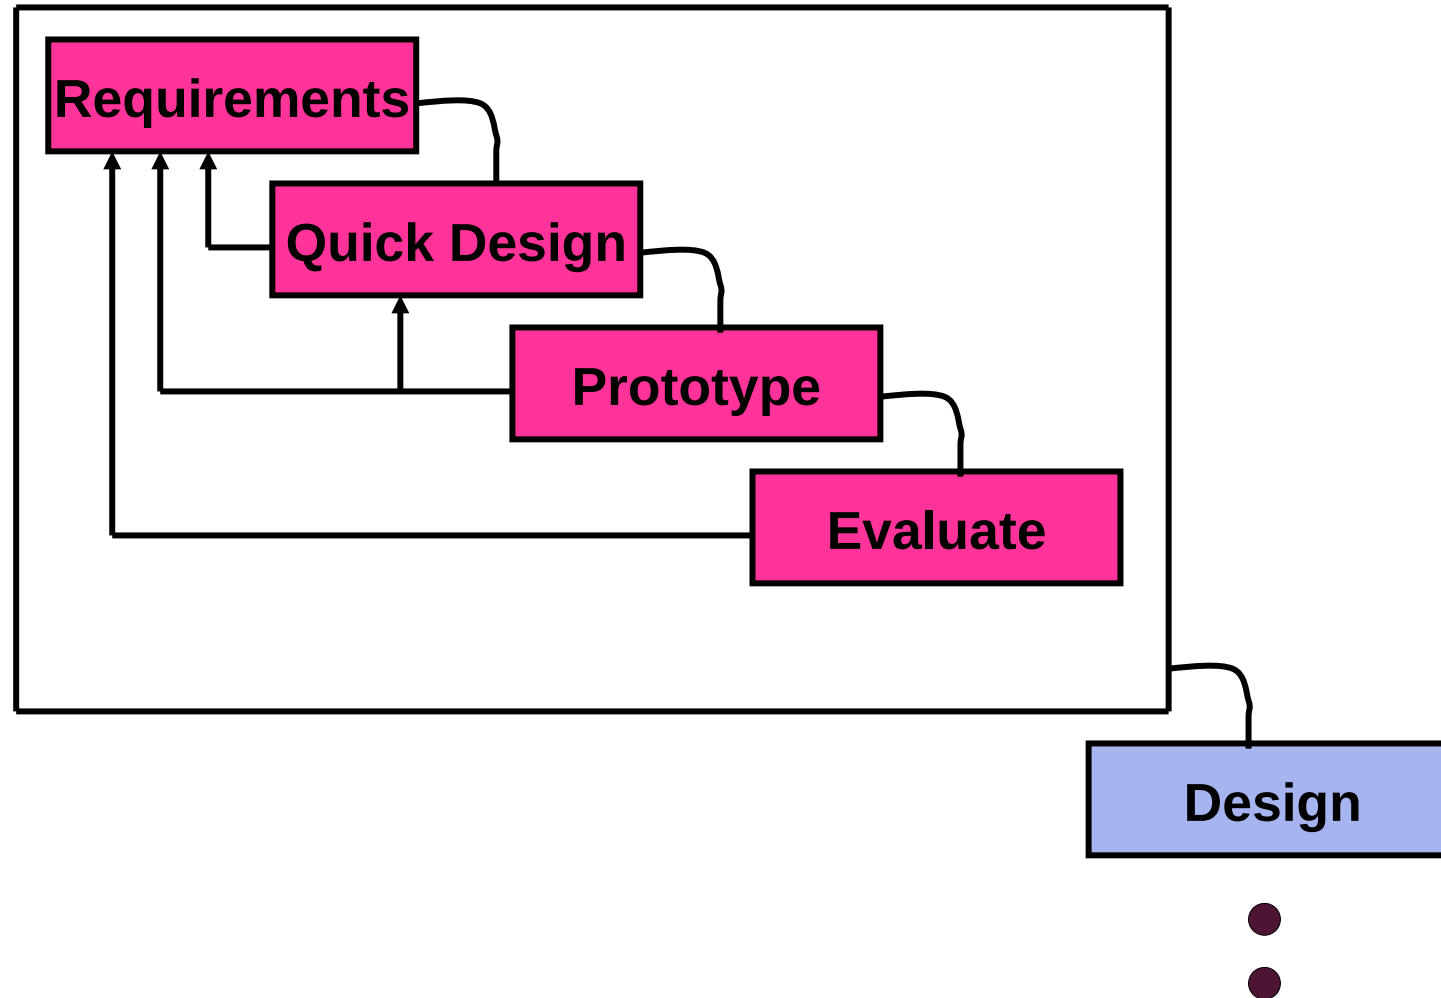 Requirements
Quick Design
Prototype
Evaluate
Design